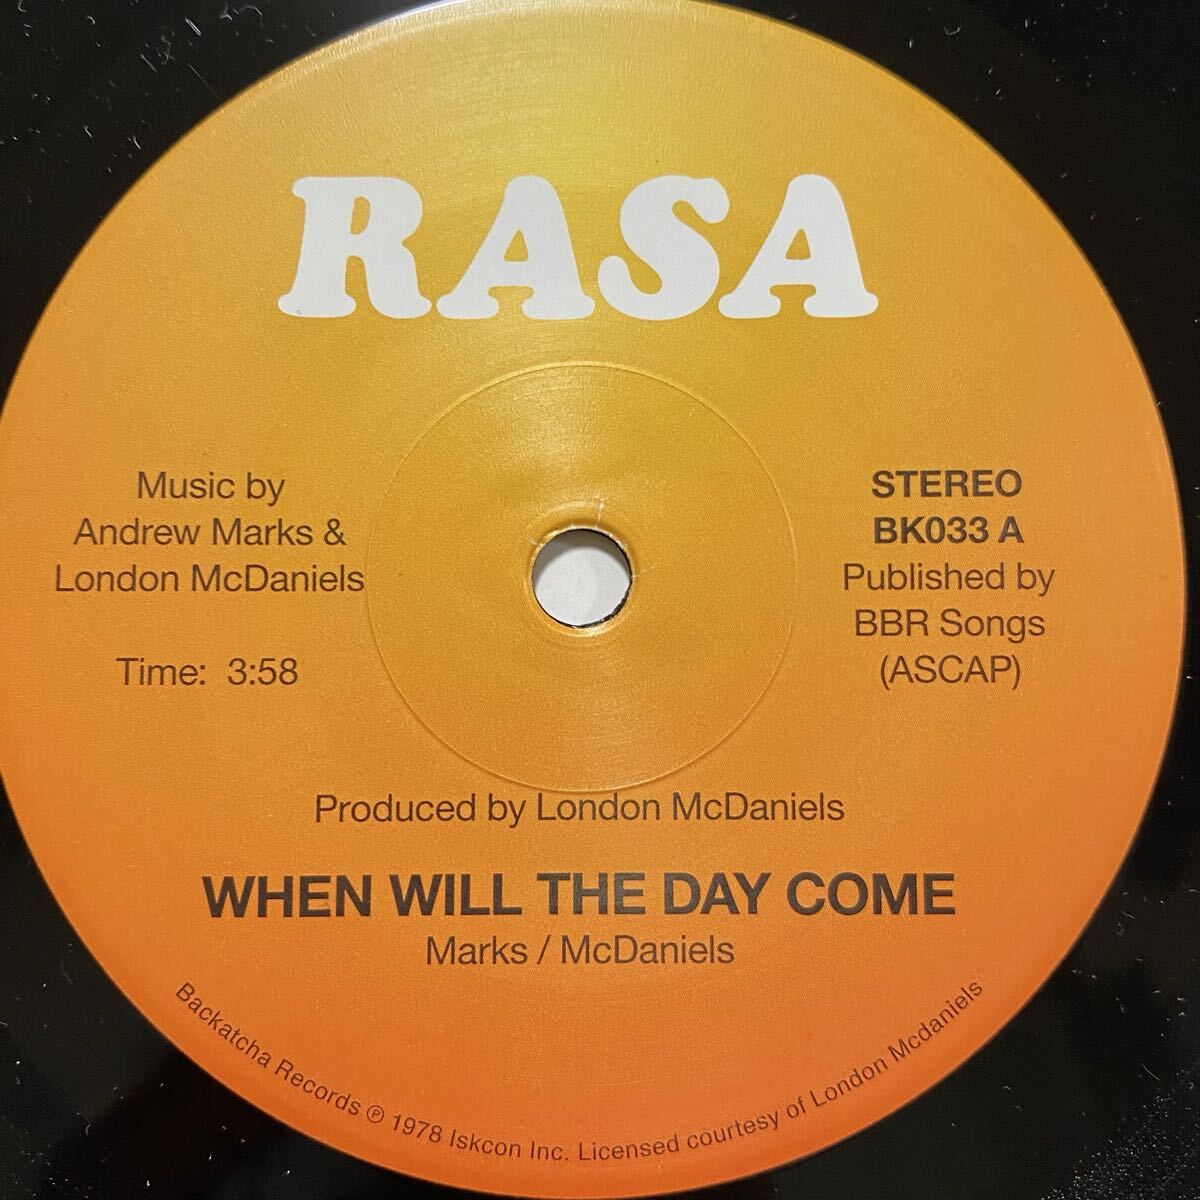 RASA
Music by
Andrew Marks &
London McDaniels
Time: 3:58
STEREO
BK033 A
Published by
BBR Songs
(ASCAP)
Produced by London McDaniels
WHEN WILL THE DAY COME
Marks / McDaniels
Backatcha Records ℗ 1978 Iskcon Inc. Licensed courtesy of London Mcdaniels